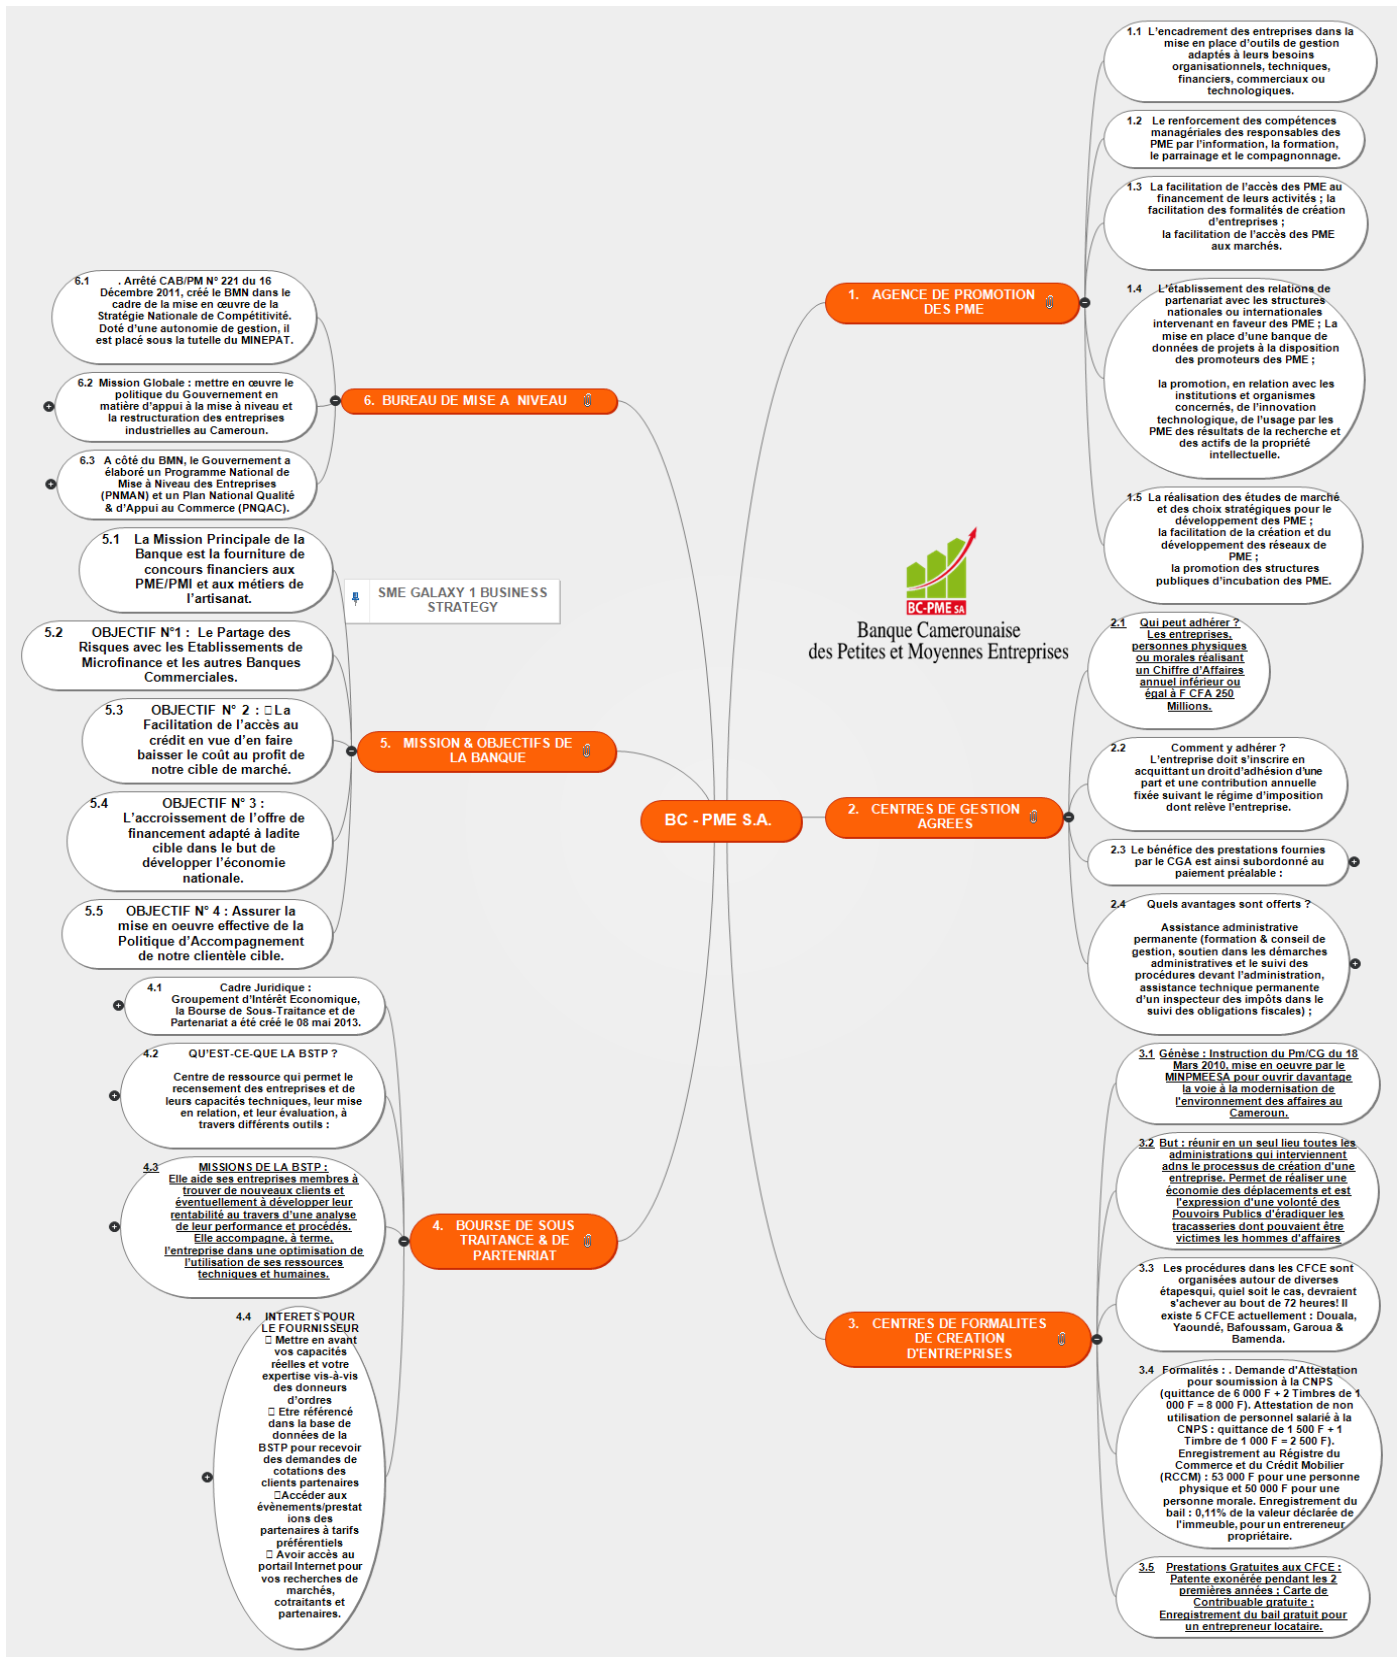 BC - PME S.A.
BC-PME SA
Banque Camerounaise
des Petites et Moyennes Entreprises
SME GALAXY 1 BUSINESS
STRATEGY
1. AGENCE DE PROMOTION
DES PME
1.1 L'encadrement des entreprises dans la
mise en place d'outils de gestion
adaptés à leurs besoins
organisationnels, techniques,
financiers, commerciaux ou
technologiques.
1.2 Le renforcement des compétences
managériales des responsables des
PME par l'information, la formation,
le parrainage et le compagnonnage.
1.3 La facilitation de l'accès des PME au
financement de leurs activités ; la
facilitation des formalités de création
d'entreprises ;
la facilitation de l'accès des PME
aux marchés.
1.4 L'établissement des relations de
partenariat avec les structures
nationales ou internationales
intervenant en faveur des PME ; La
mise en place d'une banque de
données de projets à la disposition
des promoteurs des PME ;
la promotion, en relation avec les
institutions et organismes
concernés, de l'innovation
technologique, de l'usage par les
PME des résultats de la recherche et
des actifs de la propriété
intellectuelle.
1.5 La réalisation des études de marché
et des choix stratégiques pour le
développement des PME ;
la facilitation de la création et du
développement des réseaux de
PME ;
la promotion des structures
publiques d'incubation des PME.
2. CENTRES DE GESTION
AGREES
2.1 Qui peut adhérer ?
Les entreprises,
personnes physiques
ou morales réalisant
un Chiffre d'Affaires
annuel inférieur ou
égal à F CFA 250
Millions.
2.2 Comment y adhérer ?
L'entreprise doit s'inscrire en
acquittant un droit d'adhésion d'une
part et une contribution annuelle
fixée suivant le régime d'imposition
dont relève l'entreprise.
2.3 Le bénéfice des prestations fournies
par le CGA est ainsi subordonné au
paiement préalable :
2.4 Quels avantages sont offerts ?
Assistance administrative
permanente (formation & conseil de
gestion, soutien dans les démarches
administratives et le suivi des
procédures devant l'administration,
assistance technique permanente
d'un inspecteur des impôts dans le
suivi des obligations fiscales) ;
3. CENTRES DE FORMALITES
DE CREATION
D'ENTREPRISES
3.1 Génèse : Instruction du Pm/CG du 18
Mars 2010, mise en oeuvre par le
MINPMEESA pour ouvrir davantage
la voie à la modernisation de
l'environnement des affaires au
Cameroun.
3.2 But : réunir en un seul lieu toutes les
administrations qui interviennent
adns le processus de création d'une
entreprise. Permet de réaliser une
économie des déplacements et est
l'expression d'une volonté des
Pouvoirs Publics d'éradiquer les
tracasseries dont pouvaient être
victimes les hommes d'affaires
3.3 Les procédures dans les CFCE sont
organisées autour de diverses
étapesqui, quiel soit le cas, devraient
s'achever au bout de 72 heures! Il
existe 5 CFCE actuellement : Douala,
Yaoundé, Bafoussam, Garoua &
Bamenda.
3.4 Formalités : . Demande d'Attestation
pour soumission à la CNPS
(quittance de 6 000 F + 2 Timbres de 1
000 F = 8 000 F). Attestation de non
utilisation de personnel salarié à la
CNPS : quittance de 1 500 F + 1
Timbre de 1 000 F = 2 500 F).
Enregistrement au Régistre du
Commerce et du Crédit Mobilier
(RCCM) : 53 000 F pour une personne
physique et 50 000 F pour une
personne morale. Enregistrement du
bail : 0,11% de la valeur déclarée de
l'immeuble, pour un entrereneur
propriétaire.
3.5 Prestations Gratuites aux CFCE :
Patente exonérée pendant les 2
premières années ; Carte de
Contribuable gratuite ;
Enregistrement du bail gratuit pour
un entrepreneur locataire.
4. BOURSE DE SOUS
TRAITANCE & DE
PARTENRIAT
4.1 Cadre Juridique :
Groupement d'Intérêt Economique,
la Bourse de Sous-Traitance et de
Partenariat a été créé le 08 mai 2013.
4.2 QU'EST-CE-QUE LA BSTP ?
Centre de ressource qui permet le
recensement des entreprises et de
leurs capacités techniques, leur mise
en relation, et leur évaluation, à
travers différents outils :
4.3 MISSIONS DE LA BSTP :
Elle aide ses entreprises membres à
trouver de nouveaux clients et
éventuellement à développer leur
rentabilité au travers d'une analyse
de leur performance et procédés.
Elle accompagne, à terme,
l'entreprise dans une optimisation de
l'utilisation de ses ressources
techniques et humaines.
4.4 INTERETS POUR
LE FOURNISSEUR
Mettre en avant
vos capacités
réelles et votre
expertise vis-à-vis
des donneurs
d'ordres
Etre référencé
dans la base de
données de la
BSTP pour recevoir
des demandes de
cotations des
clients partenaires
Accéder aux
évènements/prestat
ions des
partenaires à tarifs
préférentiels
Avoir accès au
portail Internet pour
vos recherches de
marchés,
cotraitants et
partenaires.
5. MISSION & OBJECTIFS DE
LA BANQUE
5.1 La Mission Principale de la
Banque est la fourniture de
concours financiers aux
PME/PMI et aux métiers de
l'artisanat.
5.2 OBJECTIF N°1 : Le Partage des
Risques avec les Etablissements de
Microfinance et les autres Banques
Commerciales.
5.3 OBJECTIF N° 2 : La
Facilitation de l'accès au
crédit en vue d'en faire
baisser le coût au profit de
notre cible de marché.
5.4 OBJECTIF N° 3 :
L'accroissement de l'offre de
financement adapté à ladite
cible dans le but de
développer l'économie
nationale.
5.5 OBJECTIF N° 4 : Assurer la
mise en oeuvre effective de la
Politique d'Accompagnement
de notre clientèle cible.
6. BUREAU DE MISE A NIVEAU
6.1 . Arrêté CAB/PM N° 221 du 16
Décembre 2011, créé le BMN dans le
cadre de la mise en œuvre de la
Stratégie Nationale de Compétitivité.
Doté d'une autonomie de gestion, il
est placé sous la tutelle du MINEPAT.
6.2 Mission Globale : mettre en œuvre le
politique du Gouvernement en
matière d'appui à la mise à niveau et
la restructuration des entreprises
industrielles au Cameroun.
6.3 A côté du BMN, le Gouvernement a
élaboré un Programme National de
Mise à Niveau des Entreprises
(PNMAN) et un Plan National Qualité
& d'Appui au Commerce (PNQAC).